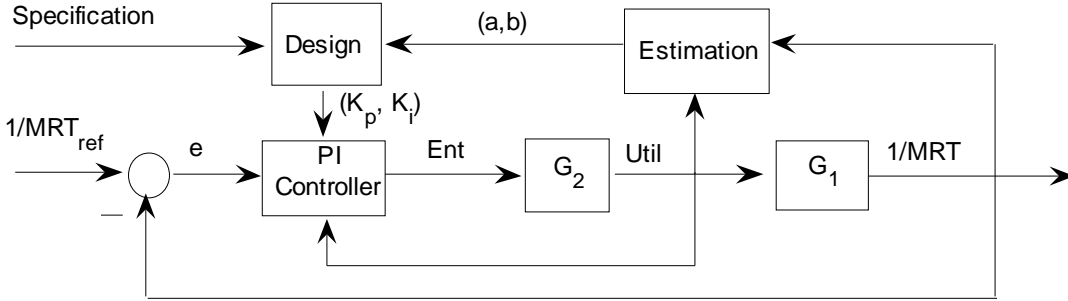 Specification
Design
(a,b)
Estimation
(Kp, Ki)
1/MRTref
e
PI
Controller
Ent
G2
Util
G1
1/MRT
—